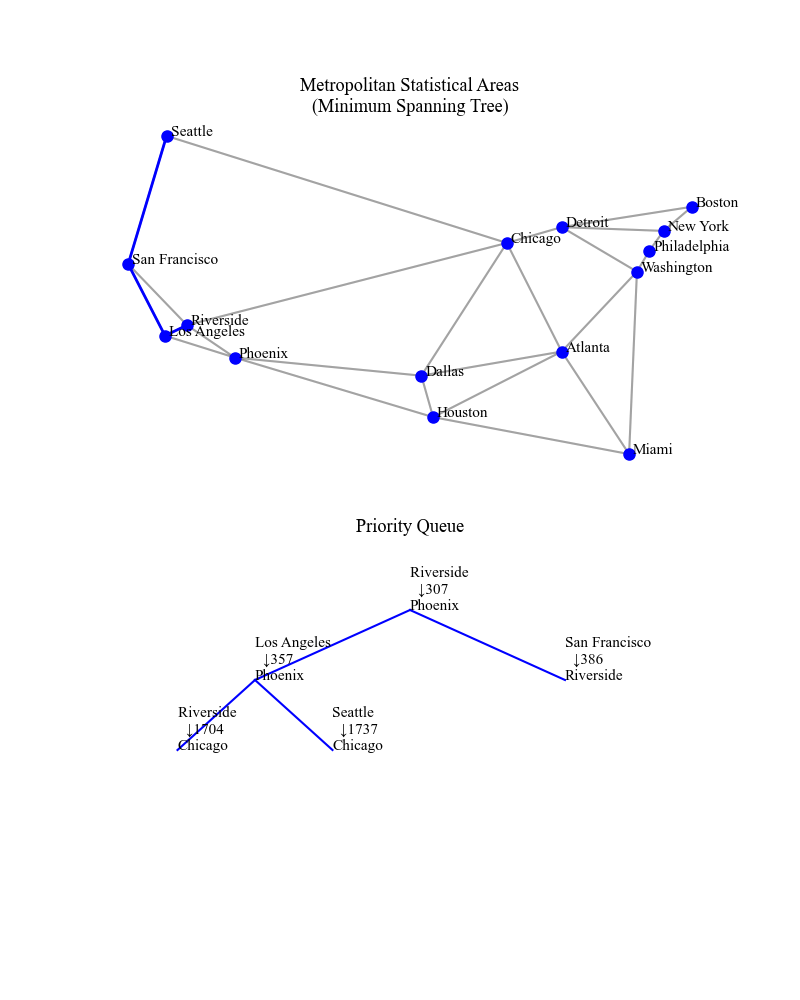 Metropolitan Statistical Areas
(Minimum Spanning Tree)
Seattle
Boston
Detroit
New York
Chicago
Philadelphia
San Francisco
Washington
Riverside
Los Angeles
Atlanta
Phoenix
Dallas
Houston
Miami
Priority Queue
Riverside
↓307
Phoenix
Los Angeles
↓357
Phoenix
San Francisco
↓386
Riverside
Riverside
↓1704
Chicago
Seattle
↓1737
Chicago